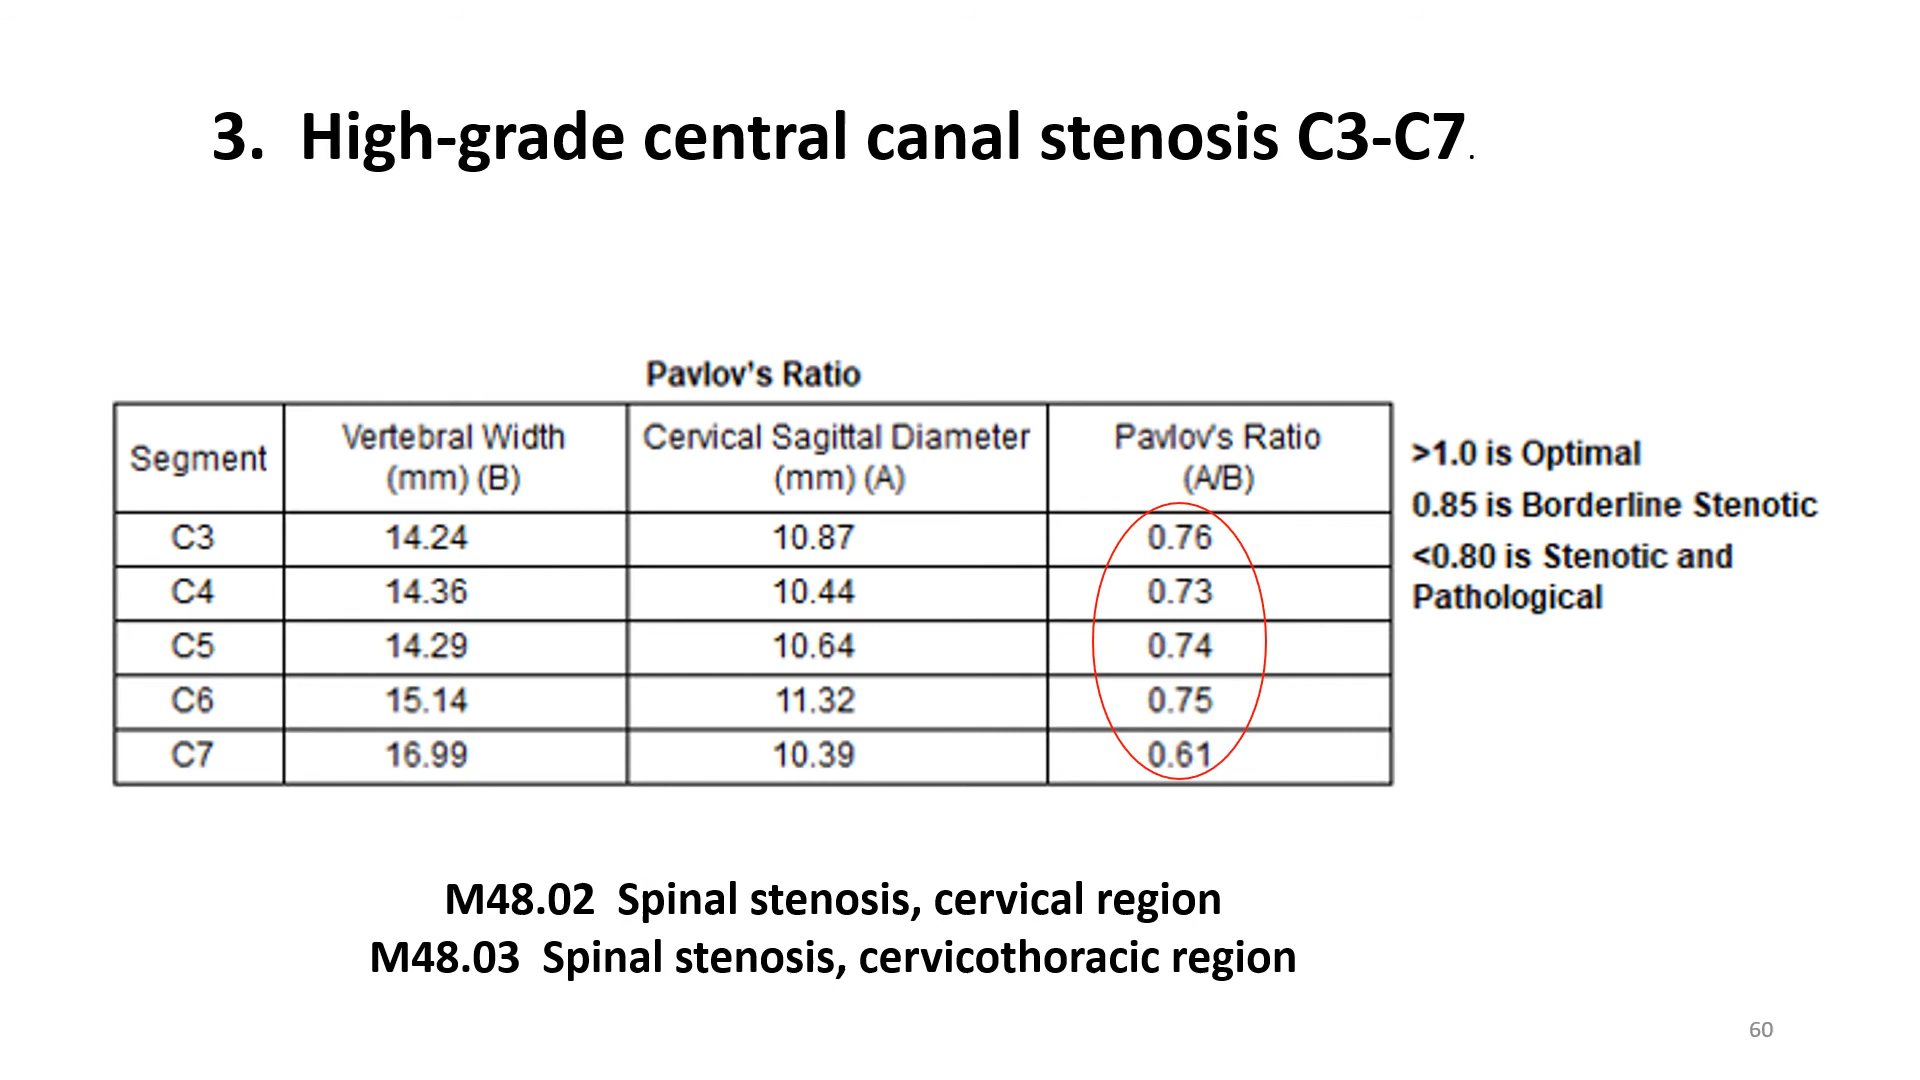 3. High-grade central canal stenosis C3-C7.
Pavlov's Ratio
Segment Vertebral Width (mm) (B) Cervical Sagittal Diameter (mm) (A) Pavlov's Ratio (A/B)
C3 14.24 10.87 0.76
C4 14.36 10.44 0.73
C5 14.29 10.64 0.74
C6 15.14 11.32 0.75
C7 16.99 10.39 0.61
>1.0 is Optimal
0.85 is Borderline Stenotic
<0.80 is Stenotic and
Pathological
M48.02 Spinal stenosis, cervical region
M48.03 Spinal stenosis, cervicothoracic region
60